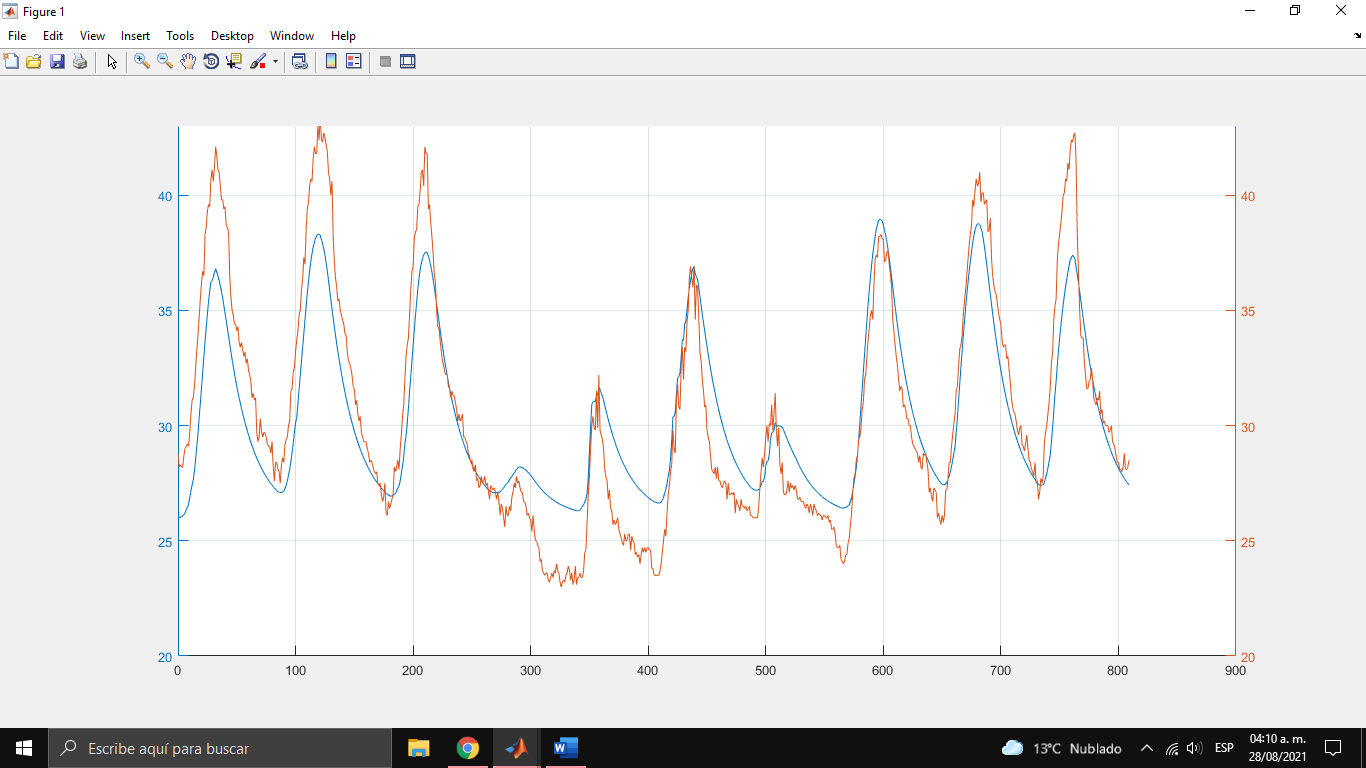 Figure 1
File Edit View Insert Tools Desktop Window Help
40 40
35 35
30 30
25 25
20 20
0 100 200 300 400 500 600 700 800 900
Escribe aquí para buscar
13°C Nublado
ESP
04:10 a. m.
28/08/2021